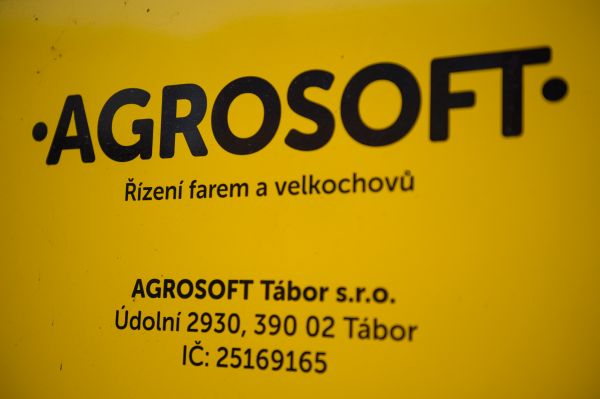 •AGROSOFT•
Řízení farem a velkochovů
AGROSOFT Tábor s.r.o.
Údolní 2930, 390 02 Tábor
IČ: 25169165